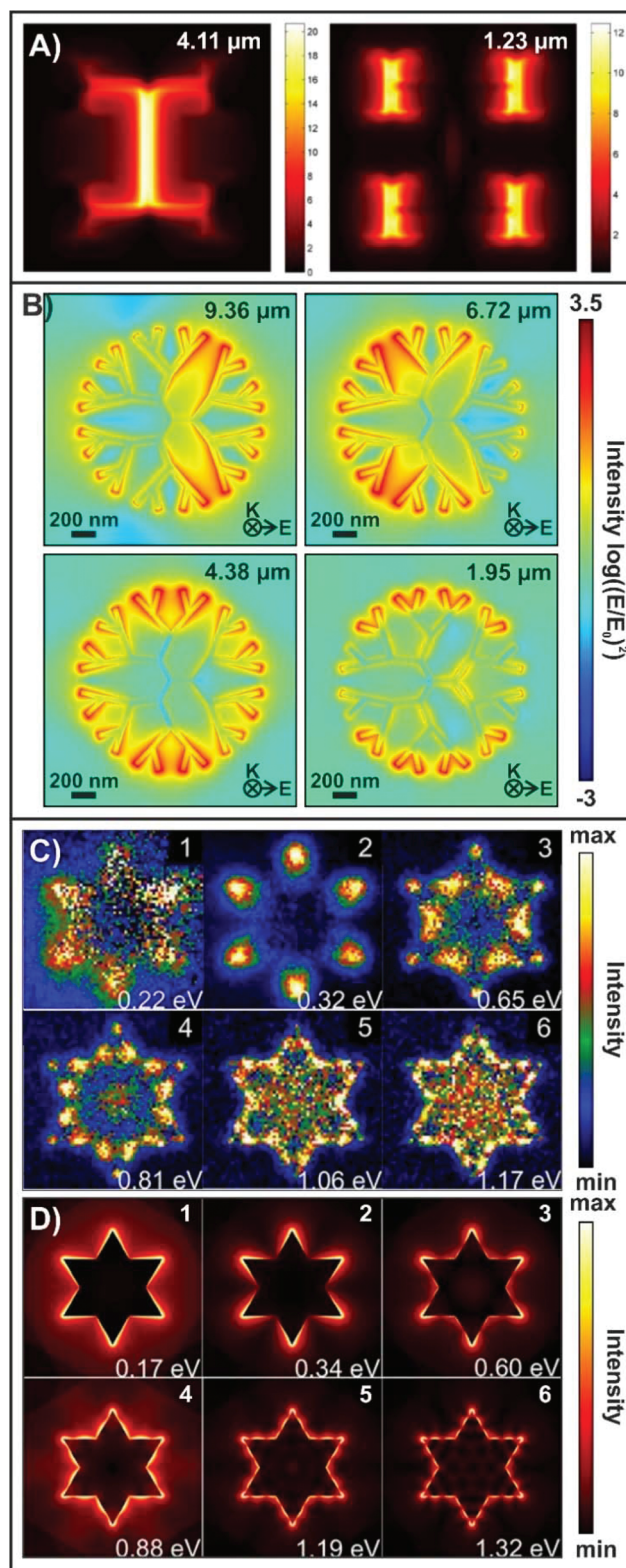 A)
4.11 µm
20
18
16
14
12
10
8
6
4
2
0
1.23 µm
12
10
8
6
4
2
B)
9.36 µm
200 nm
K
E
6.72 µm
200 nm
K
E
4.38 µm
200 nm
K
E
1.95 µm
200 nm
K
E
3.5
Intensity log((E/E₀)²)
-3
C)
1
0.22 eV
2
0.32 eV
3
0.65 eV
4
0.81 eV
5
1.06 eV
6
1.17 eV
max
Intensity
min
D)
1
0.17 eV
2
0.34 eV
3
0.60 eV
4
0.88 eV
5
1.19 eV
6
1.32 eV
max
Intensity
min